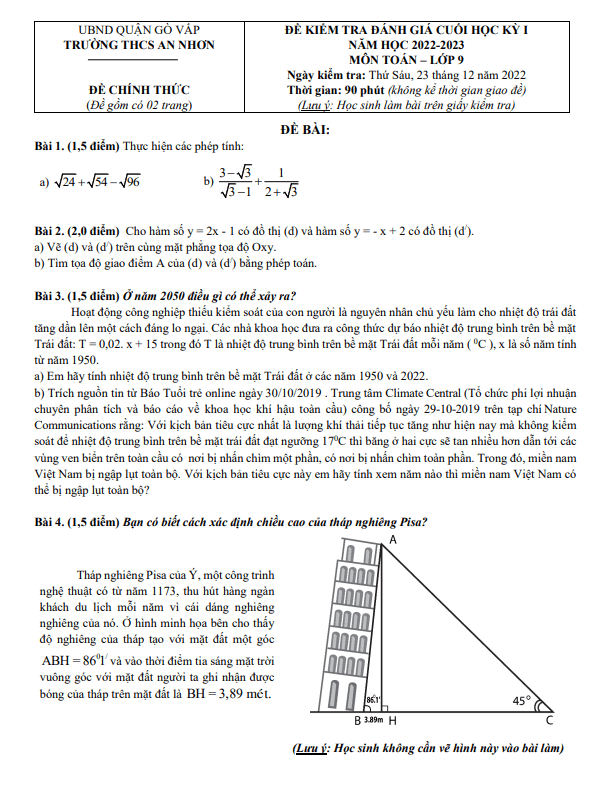 UBND QUẬN GÒ VẤP
TRƯỜNG THCS AN NHƠN
ĐỀ CHÍNH THỨC
(Đề gồm có 02 trang)
ĐỀ KIỂM TRA ĐÁNH GIÁ CUỐI HỌC KỲ I
NĂM HỌC 2022-2023
MÔN TOÁN – LỚP 9
Ngày kiểm tra: Thứ Sáu, 23 tháng 12 năm 2022
Thời gian: 90 phút (không kể thời gian giao đề)
(Lưu ý: Học sinh làm bài trên giấy kiểm tra)
ĐỀ BÀI:
Bài 1. (1,5 điểm) Thực hiện các phép tính:
a) √24 + √54 − √96 b) (3 − √3)/(√3 − 1) + 1/(2 + √3)
Bài 2. (2,0 điểm) Cho hàm số y = 2x - 1 có đồ thị (d) và hàm số y = - x + 2 có đồ thị (d/).
a) Vẽ (d) và (d/) trên cùng mặt phẳng tọa độ Oxy.
b) Tìm tọa độ giao điểm A của (d) và (d/) bằng phép toán.
Bài 3. (1,5 điểm) Ở năm 2050 điều gì có thể xảy ra?
Hoạt động công nghiệp thiếu kiểm soát của con người là nguyên nhân chủ yếu làm cho nhiệt độ trái đất
tăng dần lên một cách đáng lo ngại. Các nhà khoa học đưa ra công thức dự báo nhiệt độ trung bình trên bề mặt
Trái đất: T = 0,02. x + 15 trong đó T là nhiệt độ trung bình trên bề mặt Trái đất mỗi năm ( ⁰C ), x là số năm tính
từ năm 1950.
a) Em hãy tính nhiệt độ trung bình trên bề mặt Trái đất ở các năm 1950 và 2022.
b) Trích nguồn tin từ Báo Tuổi trẻ online ngày 30/10/2019 . Trung tâm Climate Central (Tổ chức phi lợi nhuận
chuyên phân tích và báo cáo về khoa học khí hậu toàn cầu) công bố ngày 29-10-2019 trên tạp chí Nature
Communications rằng: Với kịch bản tiêu cực nhất là lượng khí thải tiếp tục tăng như hiện nay mà không kiểm
soát để nhiệt độ trung bình trên bề mặt trái đất đạt ngưỡng 17⁰C thì băng ở hai cực sẽ tan nhiều hơn dẫn tới các
vùng ven biển trên toàn cầu có nơi bị nhấn chìm một phần, có nơi bị nhấn chìm toàn phần. Trong đó, miền nam
Việt Nam bị ngập lụt toàn bộ. Với kịch bản tiêu cực này em hãy tính xem năm nào thì miền nam Việt Nam có
thể bị ngập lụt toàn bộ?
Bài 4. (1,5 điểm) Bạn có biết cách xác định chiều cao của tháp nghiêng Pisa?
Tháp nghiêng Pisa của Ý, một công trình
nghệ thuật có từ năm 1173, thu hút hàng ngàn
khách du lịch mỗi năm vì cái dáng nghiêng
nghiêng của nó. Ở hình minh họa bên cho thấy
độ nghiêng của tháp tạo với mặt đất một góc
ABH = 86⁰1/ và vào thời điểm tia sáng mặt trời
vuông góc với mặt đất người ta ghi nhận được
bóng của tháp trên mặt đất là BH = 3,89 mét.
A
86°1'
45°
B 3.89m H C
(Lưu ý: Học sinh không cần vẽ hình này vào bài làm)